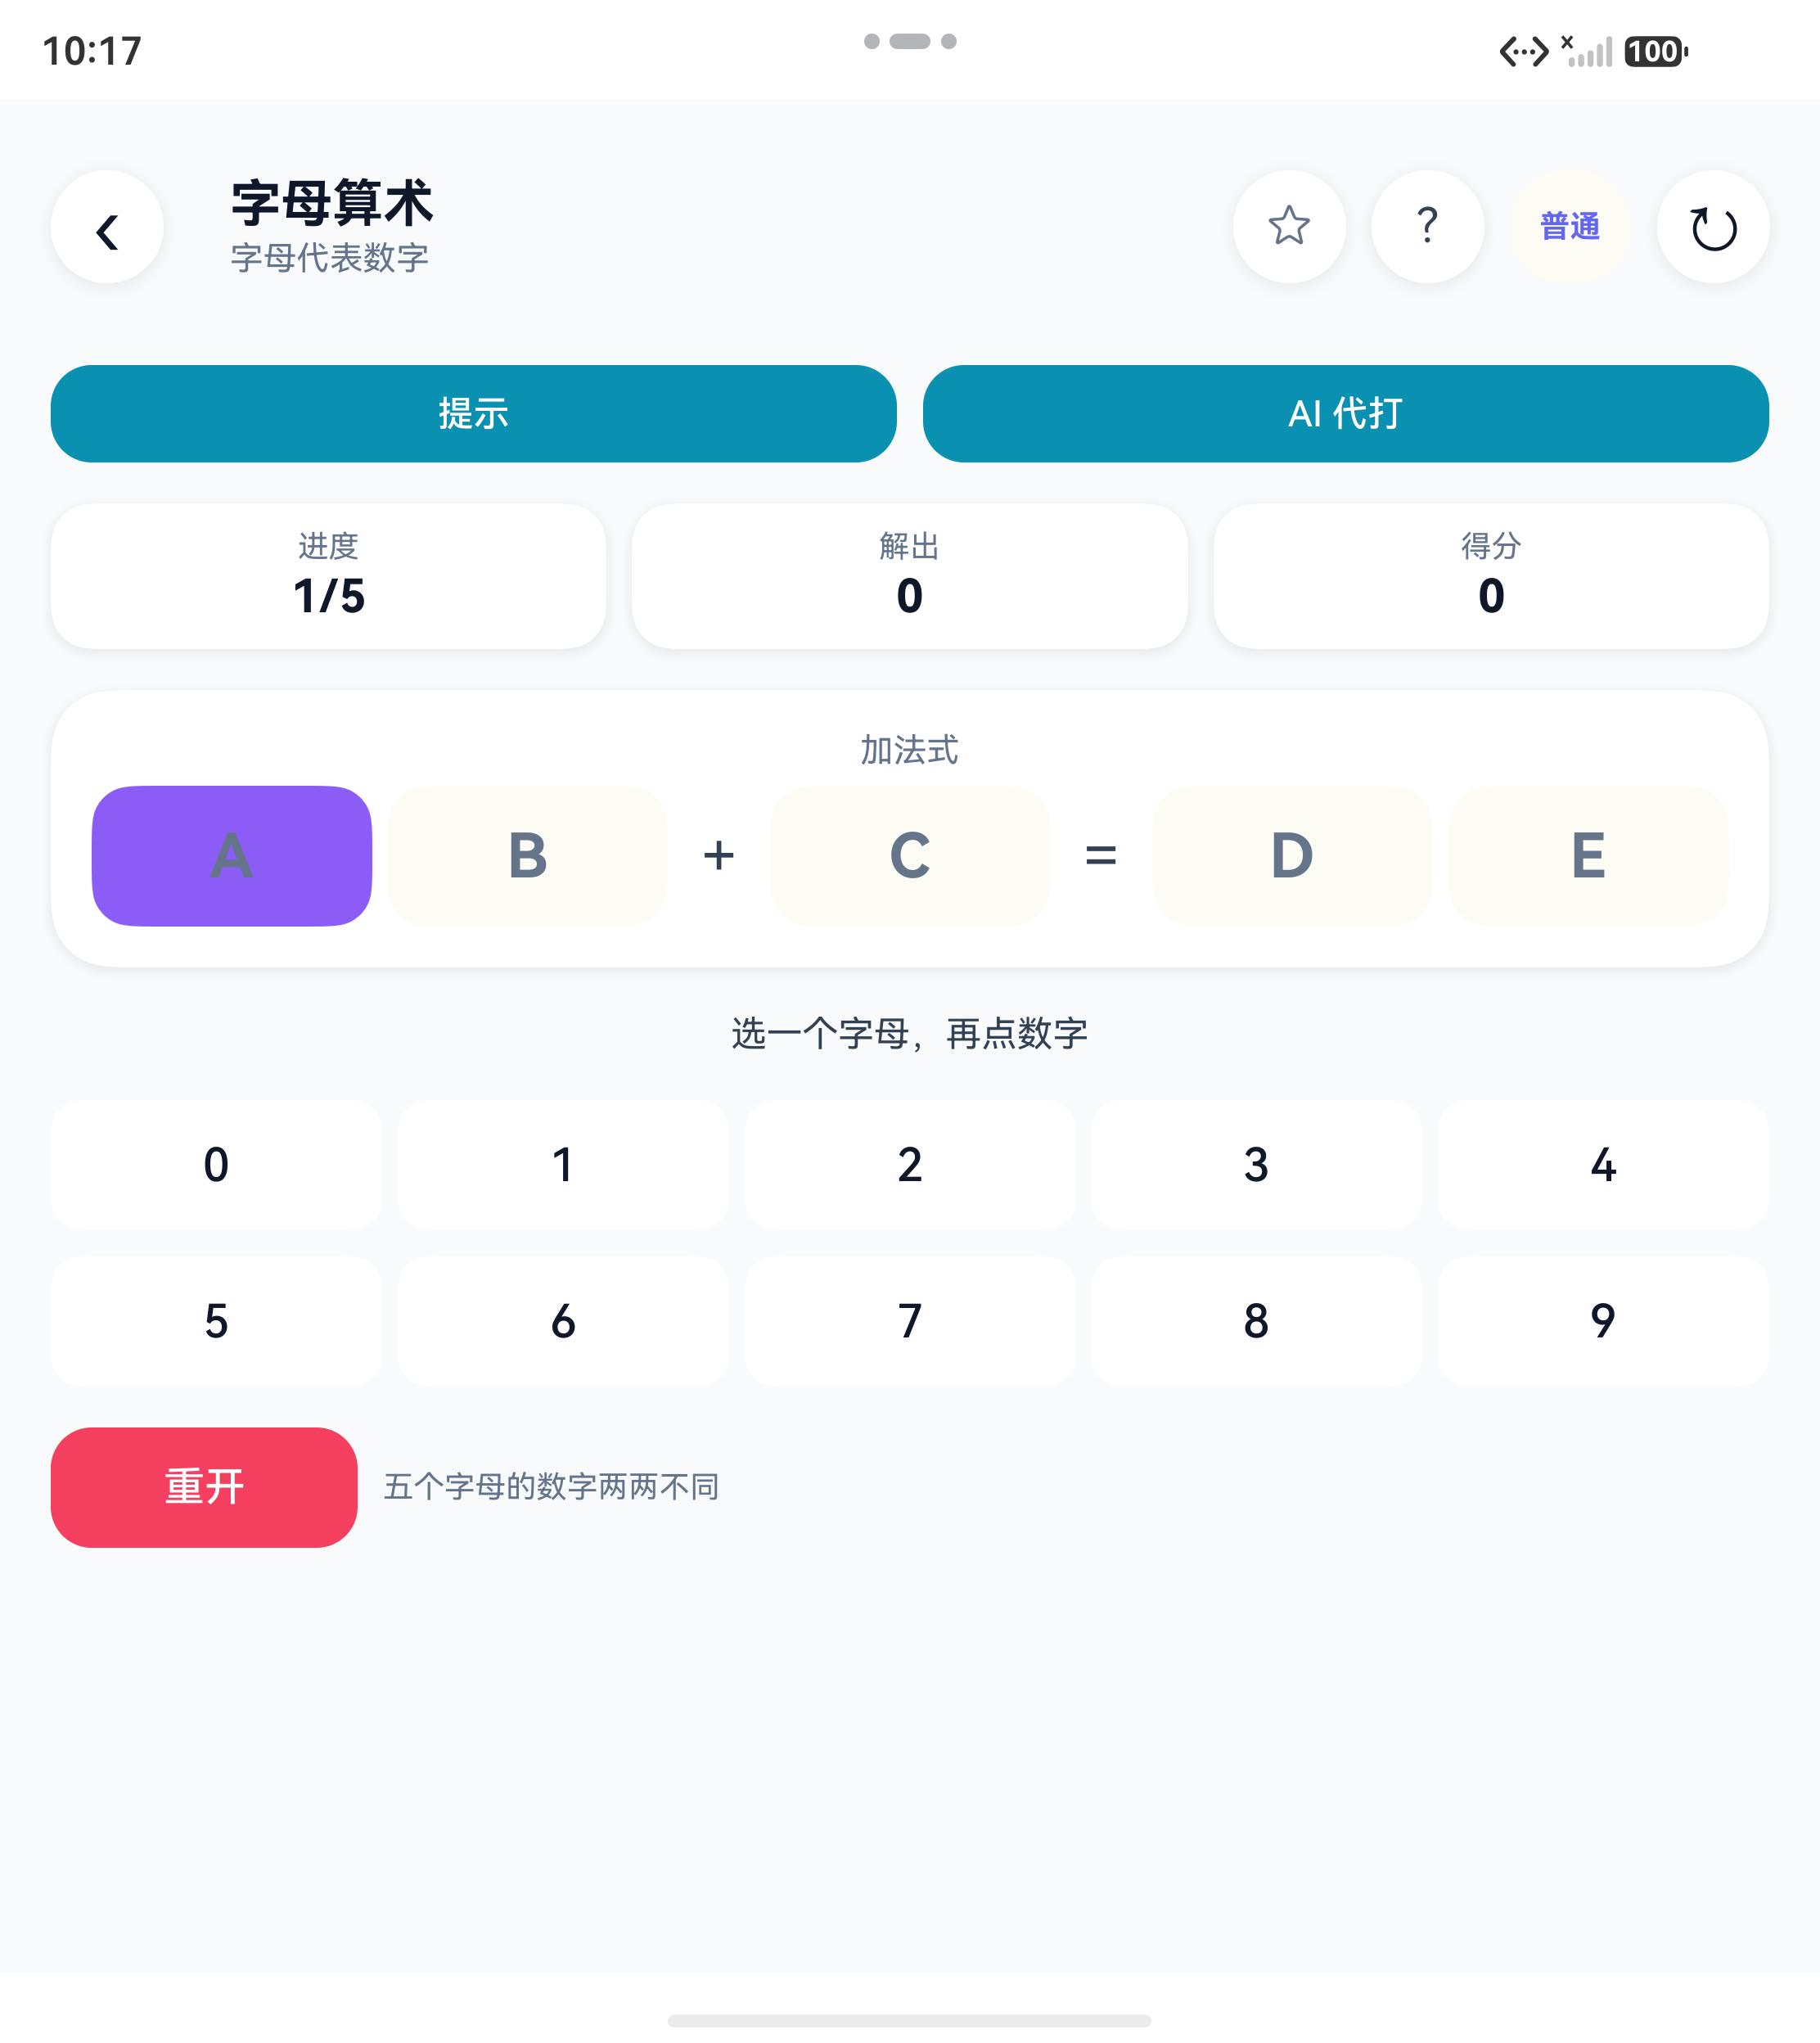 10:17
100
字母算术
字母代表数字
?
普通
提示
AI 代打
进度
1/5
解出
0
得分
0
加法式
A B + C = D E
选一个字母，再点数字
0 1 2 3 4
5 6 7 8 9
重开
五个字母的数字两两不同